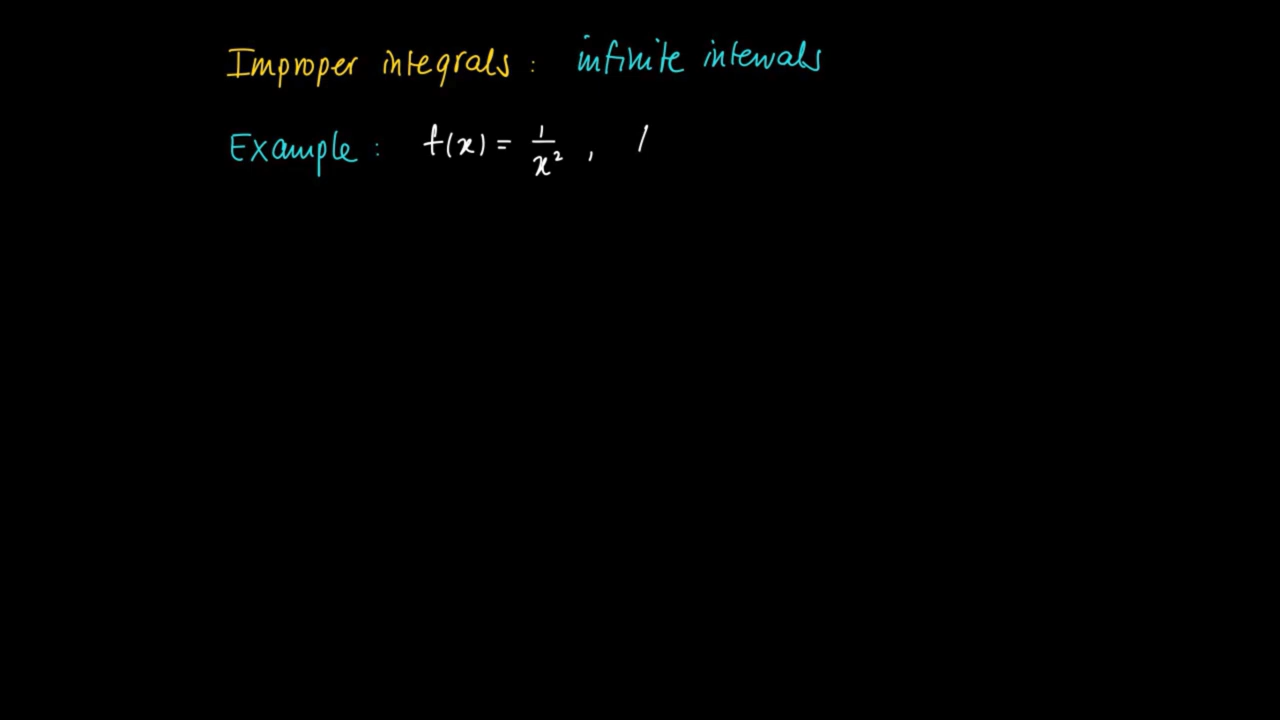 Improper integrals : infinite intervals
Example : f(x) = 1/x² ,